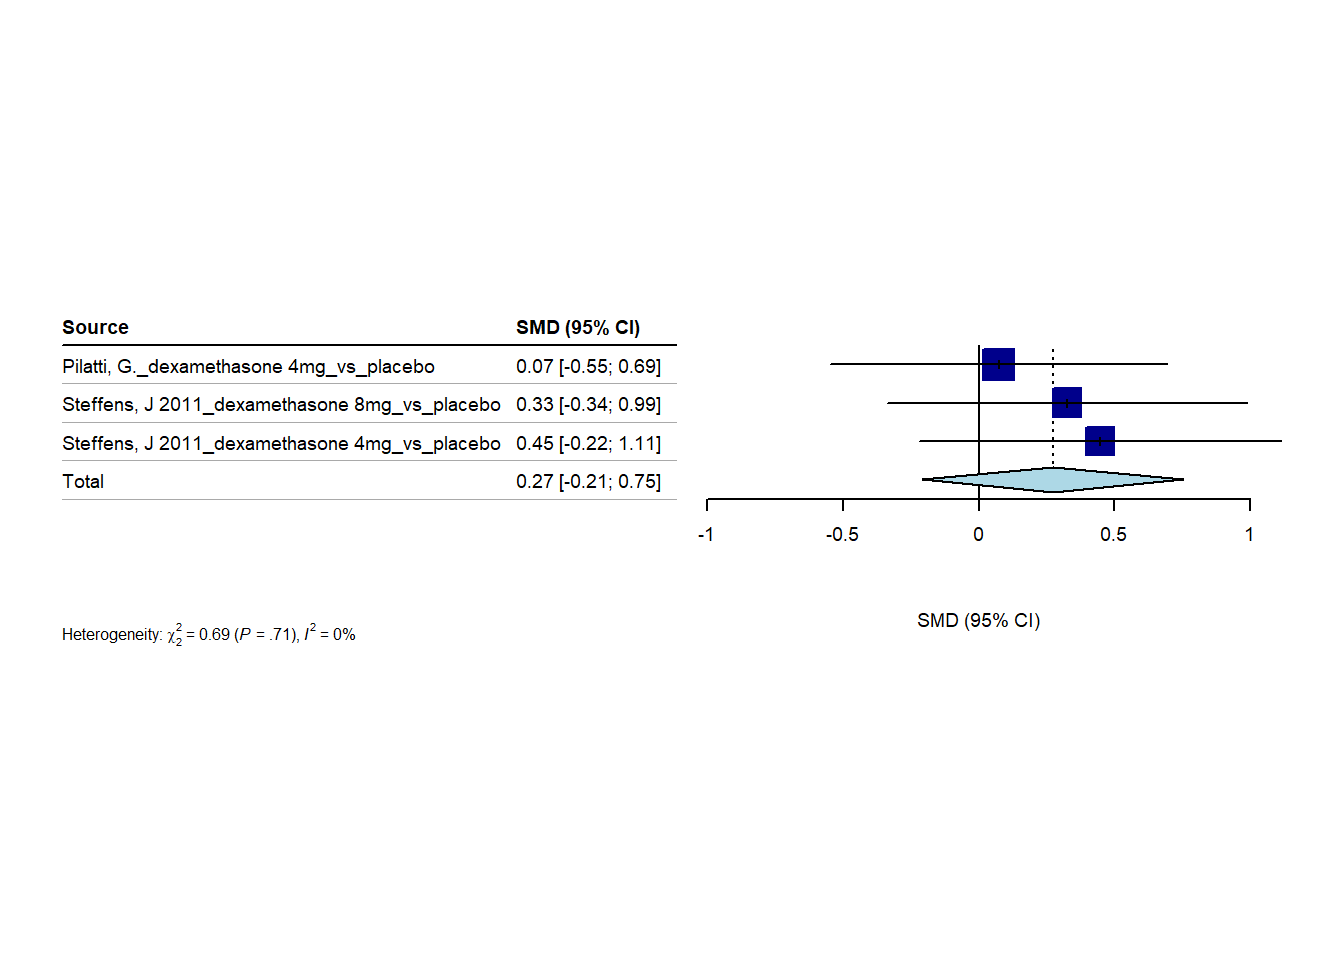 Source SMD (95% CI)
Pilatti, G._dexamethasone 4mg_vs_placebo 0.07 [-0.55; 0.69]
Steffens, J 2011_dexamethasone 8mg_vs_placebo 0.33 [-0.34; 0.99]
Steffens, J 2011_dexamethasone 4mg_vs_placebo 0.45 [-0.22; 1.11]
Total 0.27 [-0.21; 0.75]
-1 -0.5 0 0.5 1
SMD (95% CI)
Heterogeneity: χ²₂ = 0.69 (P = .71), I² = 0%